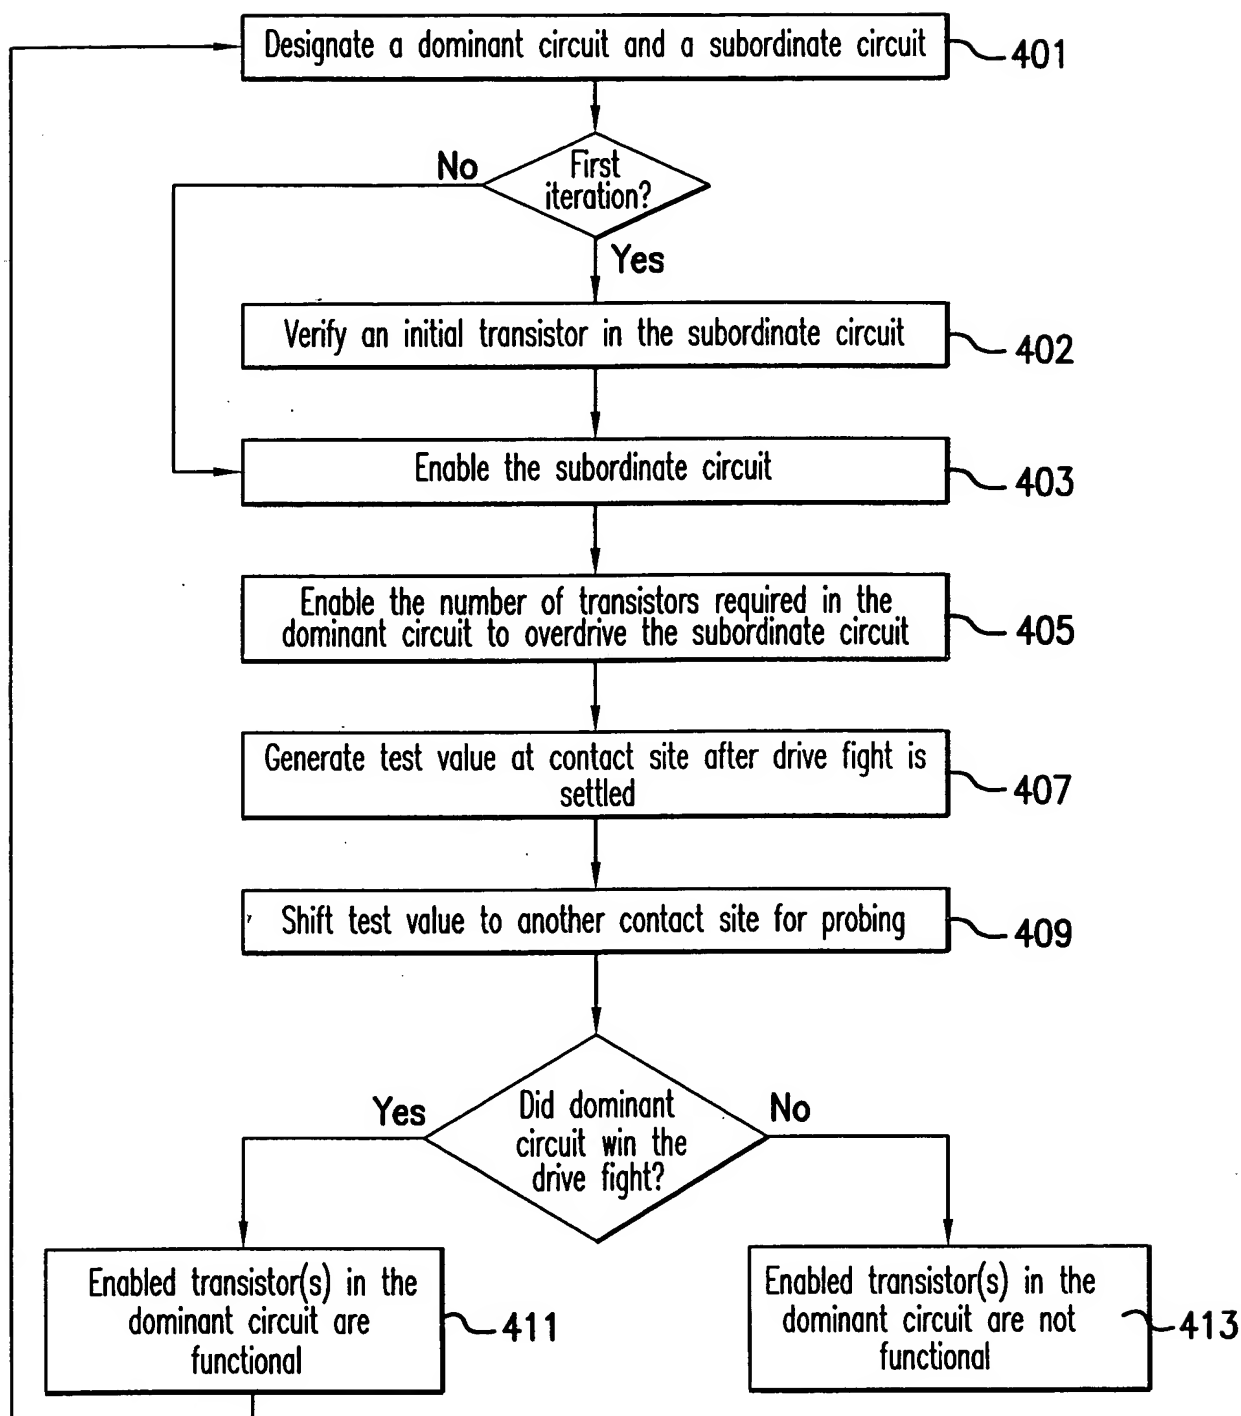 Designate a dominant circuit and a subordinate circuit
401
No
First
iteration?
Yes
Verify an initial transistor in the subordinate circuit
402
Enable the subordinate circuit
403
Enable the number of transistors required in the
dominant circuit to overdrive the subordinate circuit
405
Generate test value at contact site after drive fight is
settled
407
Shift test value to another contact site for probing
409
Yes
Did dominant
circuit win the
drive fight?
No
Enabled transistor(s) in the
dominant circuit are
functional
411
Enabled transistor(s) in the
dominant circuit are not
functional
413